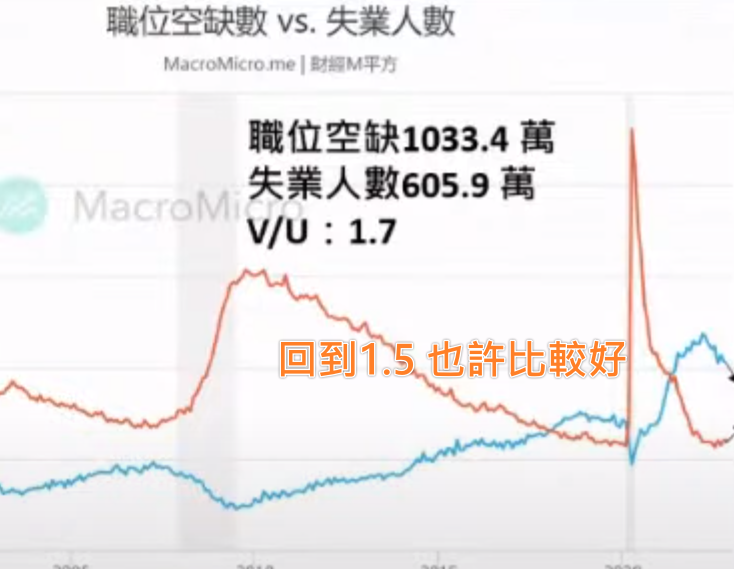 職位空缺數 vs. 失業人數
MacroMicro.me | 財經M平方
職位空缺1033.4 萬
失業人數605.9 萬
MacroMicro
V/U：1.7
回到1.5 也許比較好
2005 2010 2015 2020